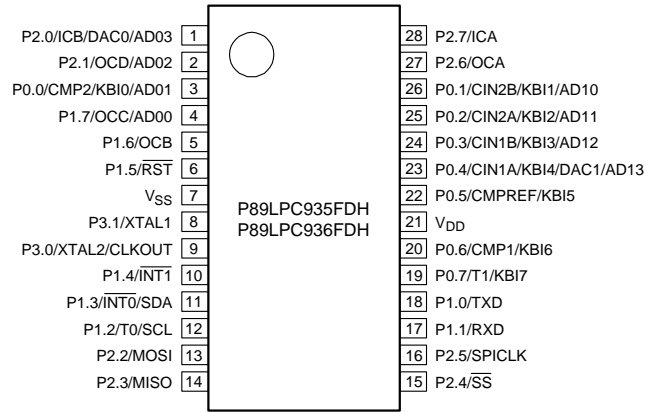 P2.0/ICB/DAC0/AD03 1
P2.1/OCD/AD02 2
P0.0/CMP2/KBI0/AD01 3
P1.7/OCC/AD00 4
P1.6/OCB 5
P1.5/R̅S̅T̅ 6
VSS 7
P3.1/XTAL1 8
P3.0/XTAL2/CLKOUT 9
P1.4/I̅N̅T̅1̅ 10
P1.3/I̅N̅T̅0̅/SDA 11
P1.2/T0/SCL 12
P2.2/MOSI 13
P2.3/MISO 14
P89LPC935FDH
P89LPC936FDH
28 P2.7/ICA
27 P2.6/OCA
26 P0.1/CIN2B/KBI1/AD10
25 P0.2/CIN2A/KBI2/AD11
24 P0.3/CIN1B/KBI3/AD12
23 P0.4/CIN1A/KBI4/DAC1/AD13
22 P0.5/CMPREF/KBI5
21 VDD
20 P0.6/CMP1/KBI6
19 P0.7/T1/KBI7
18 P1.0/TXD
17 P1.1/RXD
16 P2.5/SPICLK
15 P2.4/S̅S̅